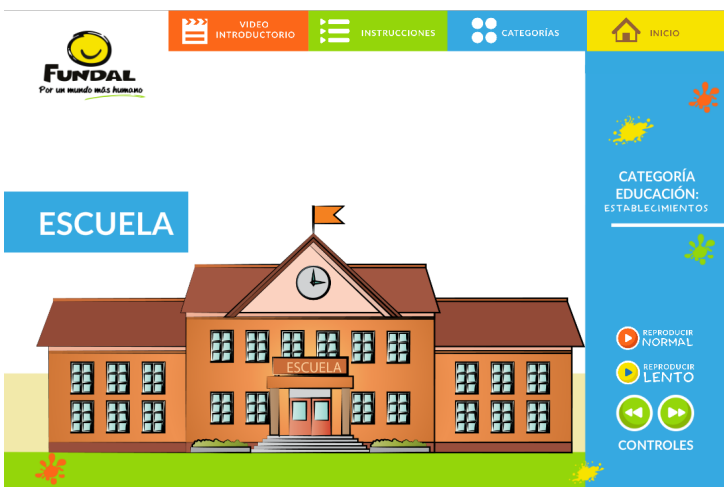 VIDEO
INTRODUCTORIO
INSTRUCCIONES
CATEGORÍAS
INICIO
FUNDAL
Por un mundo más humano
CATEGORÍA
EDUCACIÓN:
ESTABLECIMIENTOS
ESCUELA
ESCUELA
REPRODUCIR
NORMAL
REPRODUCIR
LENTO
CONTROLES